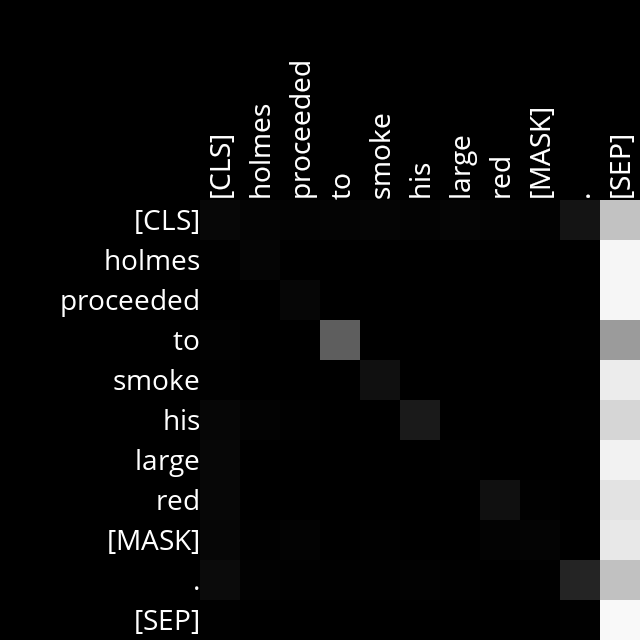 [CLS] holmes proceeded to smoke his large red [MASK] . [SEP]
[CLS]
holmes
proceeded
to
smoke
his
large
red
[MASK]
.
[SEP]